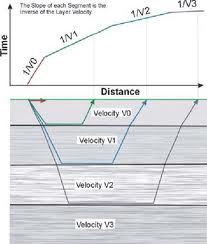 The Slope of each Segment is the
Inverse of the Layer Velocity.
1/V3
1/V2
1/V1
1/V0
Time
Distance
Velocity V0
Velocity V1
Velocity V2
Velocity V3